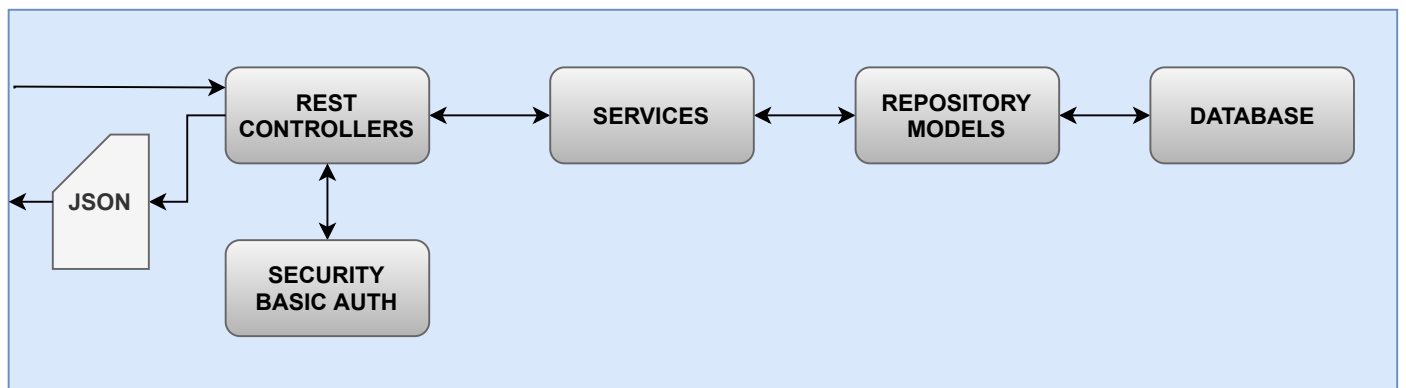 REST
CONTROLLERS
SERVICES
REPOSITORY
MODELS
DATABASE
JSON
SECURITY
BASIC AUTH